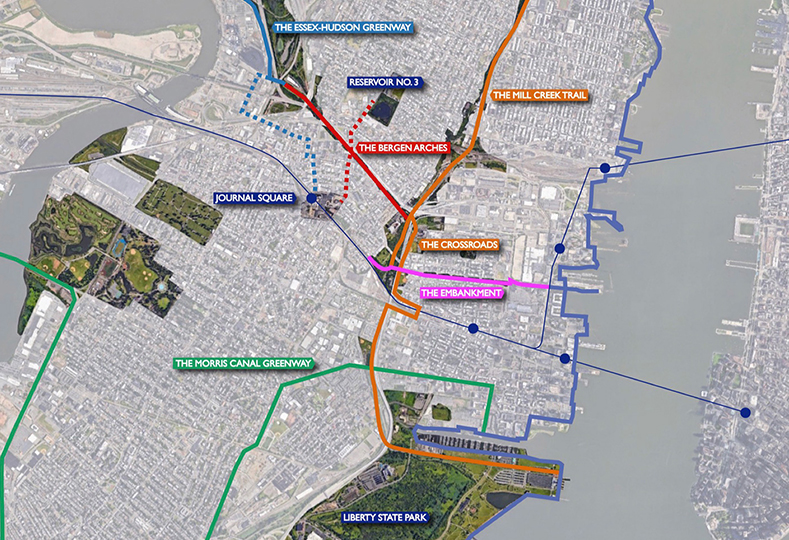 THE ESSEX-HUDSON GREENWAY
RESERVOIR NO. 3
THE MILL CREEK TRAIL
THE BERGEN ARCHES
JOURNAL SQUARE
THE CROSSROADS
THE EMBANKMENT
THE MORRIS CANAL GREENWAY
LIBERTY STATE PARK